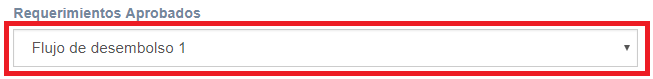 Requerimientos Aprobados
Flujo de desembolso 1